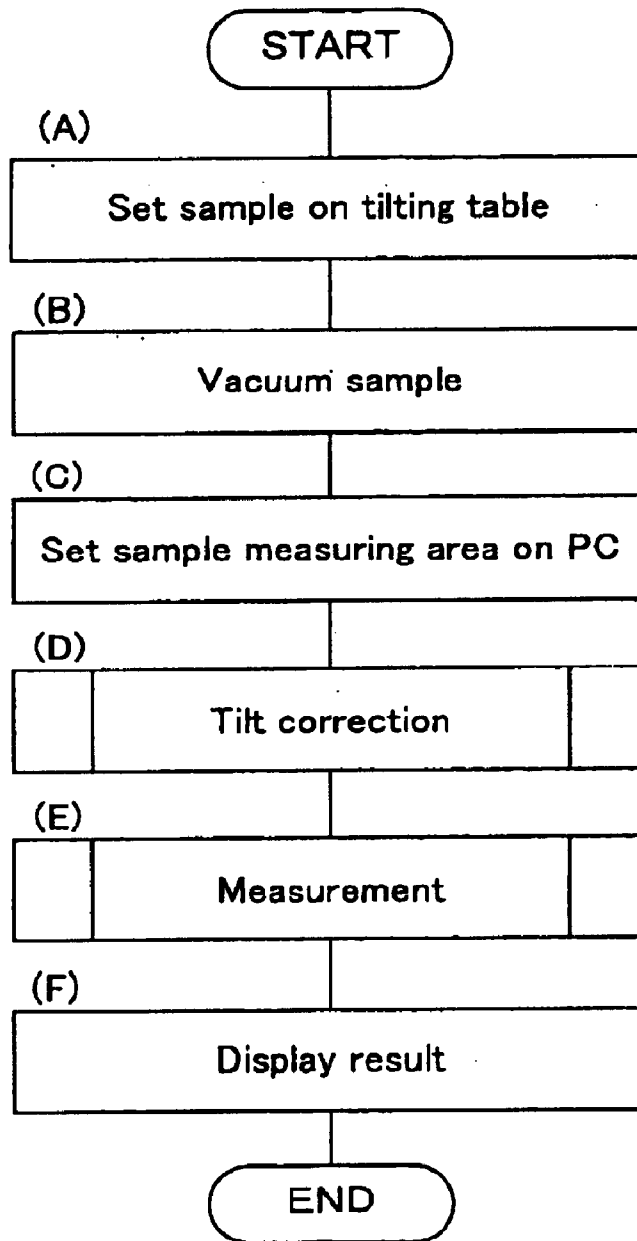 START
(A)
Set sample on tilting table
(B)
Vacuum sample
(C)
Set sample measuring area on PC
(D)
Tilt correction
(E)
Measurement
(F)
Display result
END